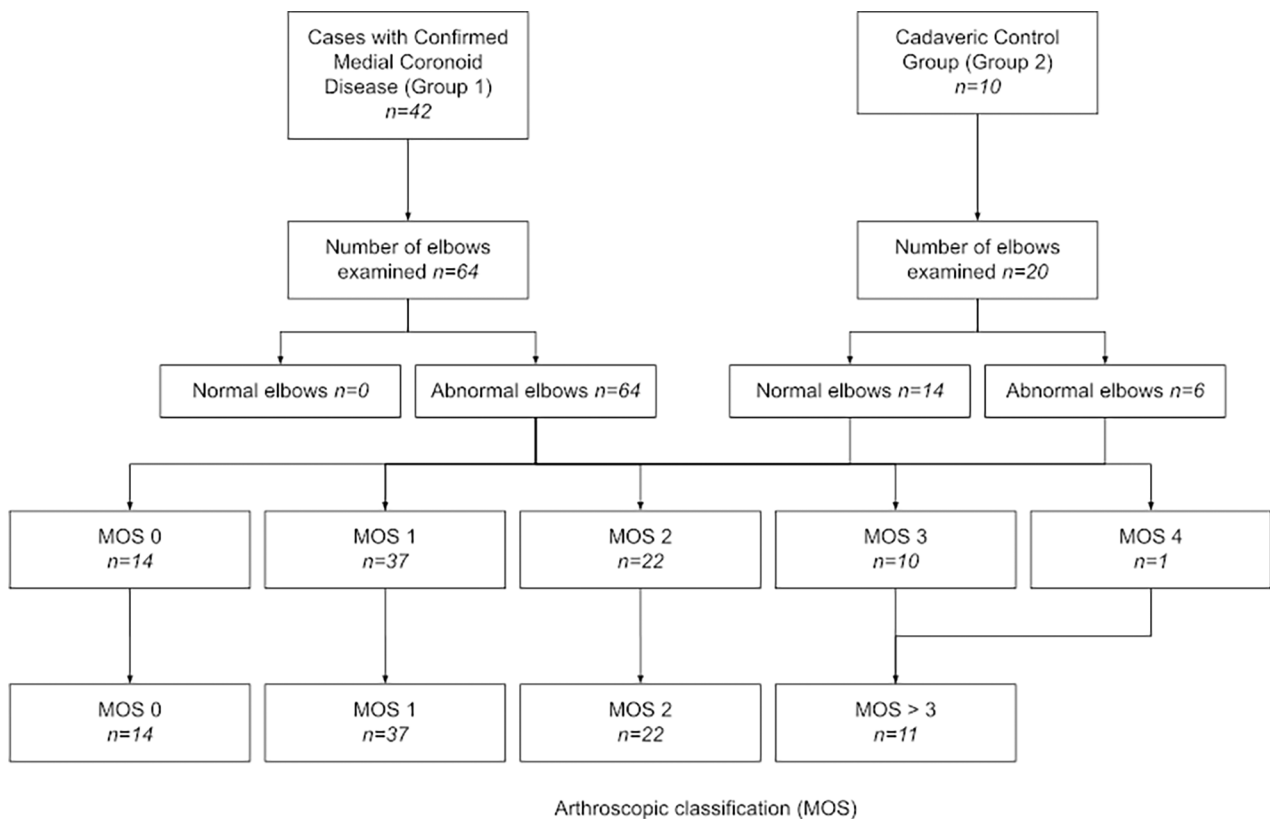 Cases with Confirmed
Medial Coronoid
Disease (Group 1)
n=42
Cadaveric Control
Group (Group 2)
n=10
Number of elbows
examined n=64
Number of elbows
examined n=20
Normal elbows n=0
Abnormal elbows n=64
Normal elbows n=14
Abnormal elbows n=6
MOS 0
n=14
MOS 1
n=37
MOS 2
n=22
MOS 3
n=10
MOS 4
n=1
MOS 0
n=14
MOS 1
n=37
MOS 2
n=22
MOS > 3
n=11
Arthroscopic classification (MOS)